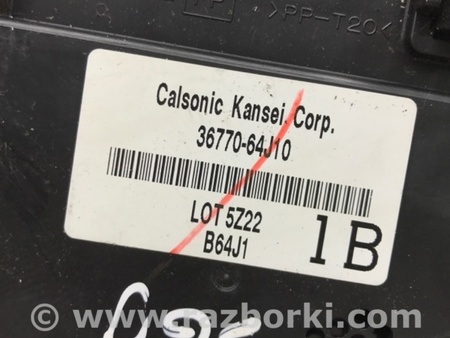 >PP-T20<
Calsonic Kansei. Corp.
36770-64J10
LOT 5Z22
B64J1
1B
www.razborki.com